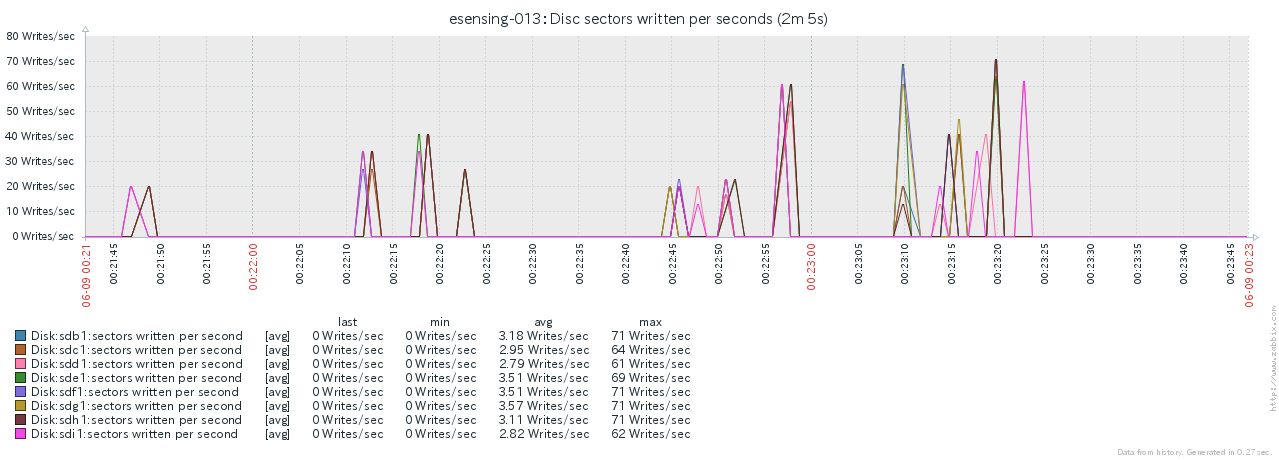 esensing-013: Disc sectors written per seconds (2m 5s)
80 Writes/sec
70 Writes/sec
60 Writes/sec
50 Writes/sec
40 Writes/sec
30 Writes/sec
20 Writes/sec
10 Writes/sec
0 Writes/sec
06-09 00:21
00:21:45
00:21:50
00:21:55
00:22:00
00:22:05
00:22:10
00:22:15
00:22:20
00:22:25
00:22:30
00:22:35
00:22:40
00:22:45
00:22:50
00:22:55
00:23:00
00:23:05
00:23:10
00:23:15
00:23:20
00:23:25
00:23:30
00:23:35
00:23:40
00:23:45
06-09 00:23
last min avg max
Disk:sdb1:sectors written per second [avg] 0 Writes/sec 0 Writes/sec 3.18 Writes/sec 71 Writes/sec
Disk:sdc1:sectors written per second [avg] 0 Writes/sec 0 Writes/sec 2.95 Writes/sec 64 Writes/sec
Disk:sdd1:sectors written per second [avg] 0 Writes/sec 0 Writes/sec 2.79 Writes/sec 61 Writes/sec
Disk:sde1:sectors written per second [avg] 0 Writes/sec 0 Writes/sec 3.51 Writes/sec 69 Writes/sec
Disk:sdf1:sectors written per second [avg] 0 Writes/sec 0 Writes/sec 3.51 Writes/sec 71 Writes/sec
Disk:sdg1:sectors written per second [avg] 0 Writes/sec 0 Writes/sec 3.57 Writes/sec 71 Writes/sec
Disk:sdh1:sectors written per second [avg] 0 Writes/sec 0 Writes/sec 3.11 Writes/sec 71 Writes/sec
Disk:sdi1:sectors written per second [avg] 0 Writes/sec 0 Writes/sec 2.82 Writes/sec 62 Writes/sec
http://www.zabbix.com
Data from history. Generated in 0.27 sec.